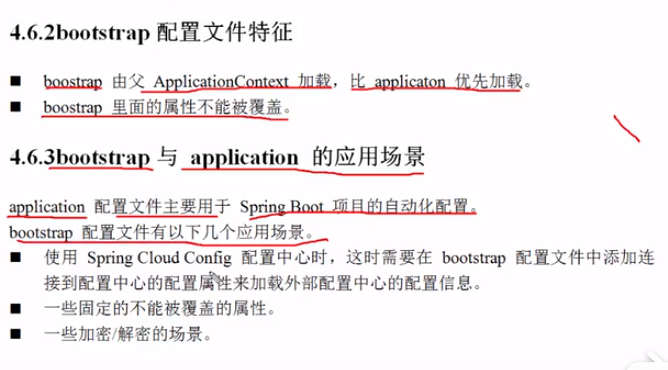 4.6.2bootstrap 配置文件特征
■ boostrap 由父 ApplicationContext 加载，比 applicaton 优先加载。
■ boostrap 里面的属性不能被覆盖。
4.6.3bootstrap 与 application 的应用场景
application 配置文件主要用于 Spring Boot 项目的自动化配置。
bootstrap 配置文件有以下几个应用场景。
■ 使用 Spring Cloud Config 配置中心时，这时需要在 bootstrap 配置文件中添加连
接到配置中心的配置属性来加载外部配置中心的配置信息。
■ 一些固定的不能被覆盖的属性。
■ 一些加密/解密的场景。